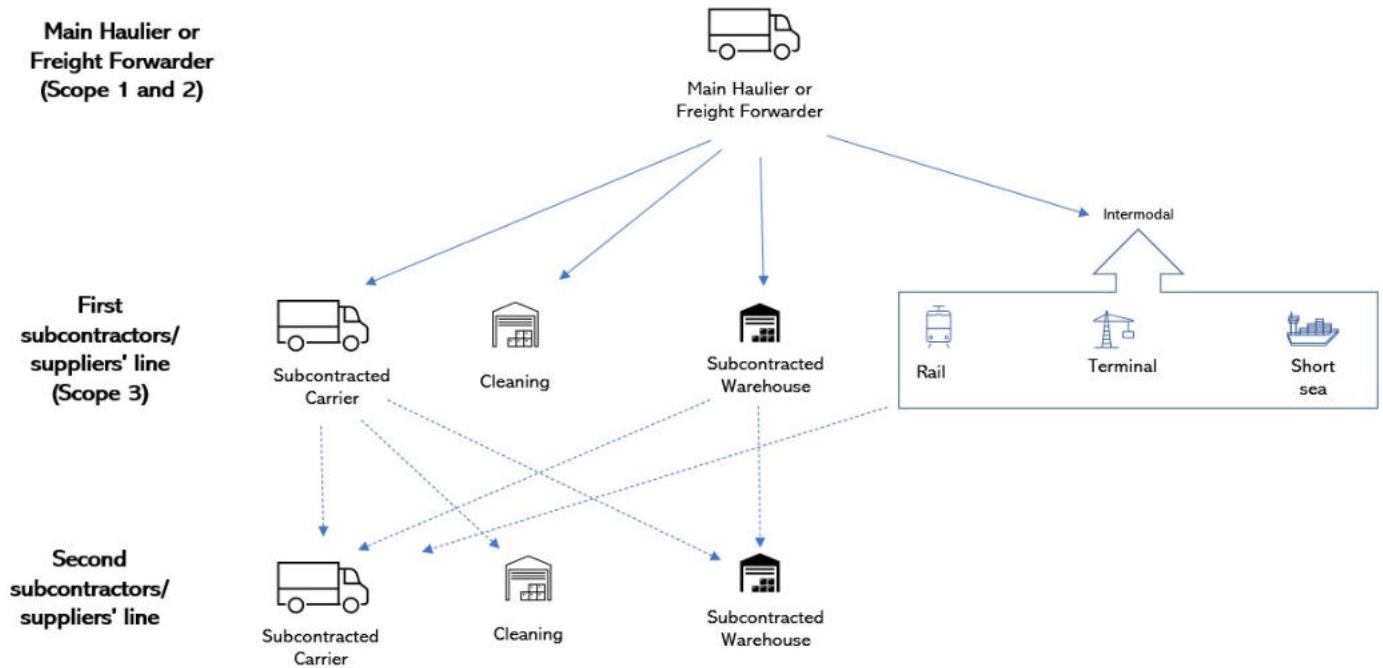 Main Haulier or
Freight Forwarder
(Scope 1 and 2)
Main Haulier or
Freight Forwarder
Intermodal
First
subcontractors/
suppliers' line
(Scope 3)
Subcontracted
Carrier
Cleaning
Subcontracted
Warehouse
Rail
Terminal
Short
sea
Second
subcontractors/
suppliers' line
Subcontracted
Carrier
Cleaning
Subcontracted
Warehouse